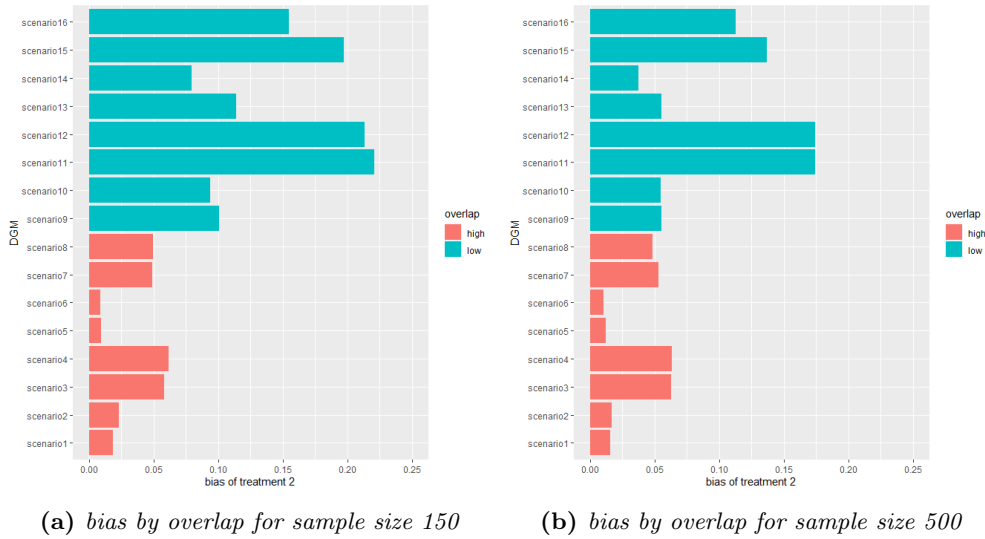 scenario16
scenario15
scenario14
scenario13
scenario12
scenario11
scenario10
scenario9
scenario8
scenario7
scenario6
scenario5
scenario4
scenario3
scenario2
scenario1
DGM
0.00 0.05 0.10 0.15 0.20 0.25
bias of treatment 2
overlap
high
low
(a) bias by overlap for sample size 150
scenario16
scenario15
scenario14
scenario13
scenario12
scenario11
scenario10
scenario9
scenario8
scenario7
scenario6
scenario5
scenario4
scenario3
scenario2
scenario1
DGM
0.00 0.05 0.10 0.15 0.20 0.25
bias of treatment 2
overlap
high
low
(b) bias by overlap for sample size 500